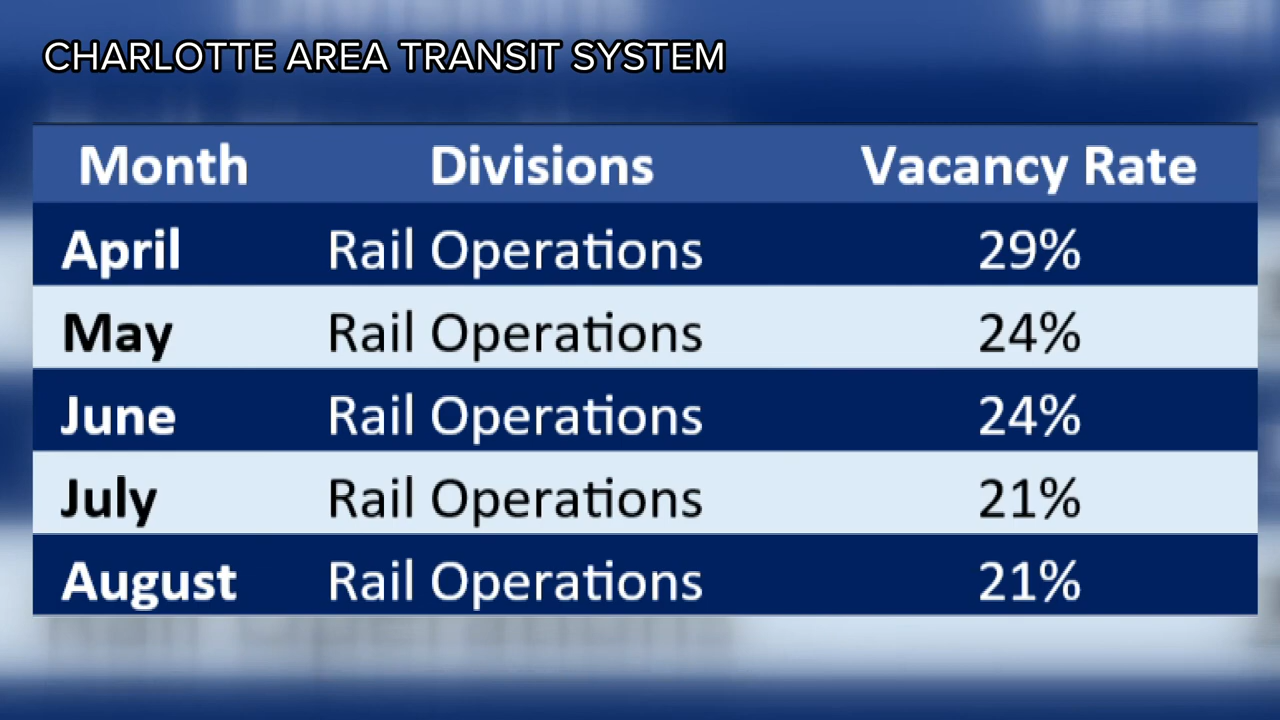 CHARLOTTE AREA TRANSIT SYSTEM
Month Divisions Vacancy Rate
April Rail Operations 29%
May Rail Operations 24%
June Rail Operations 24%
July Rail Operations 21%
August Rail Operations 21%